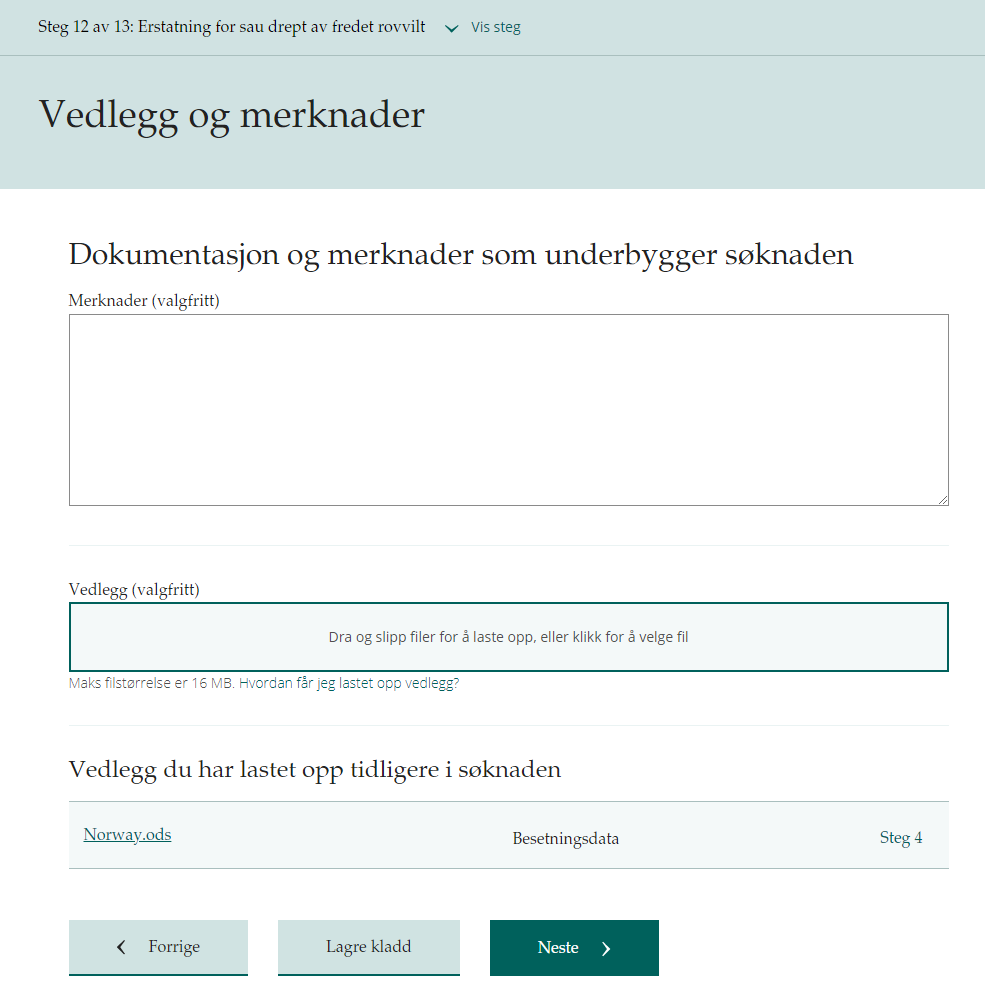 Steg 12 av 13: Erstatning for sau drept av fredet rovvilt Vis steg
Vedlegg og merknader
Dokumentasjon og merknader som underbygger søknaden
Merknader (valgfritt)
Vedlegg (valgfritt)
Dra og slipp filer for å laste opp, eller klikk for å velge fil
Maks filstørrelse er 16 MB. Hvordan får jeg lastet opp vedlegg?
Vedlegg du har lastet opp tidligere i søknaden
Norway.ods Besetningsdata Steg 4
Forrige Lagre kladd Neste